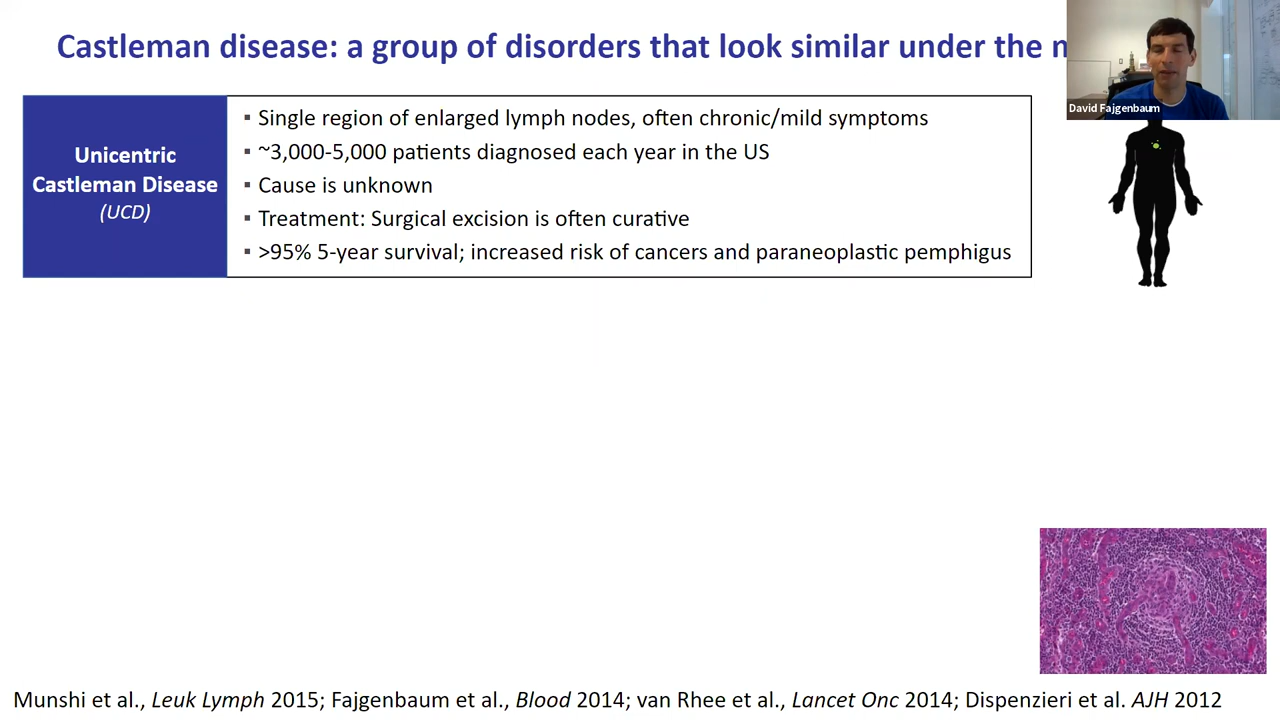 Castleman disease: a group of disorders that look similar under the
David Fajgenbaum
Unicentric
Castleman Disease
(UCD)
▪ Single region of enlarged lymph nodes, often chronic/mild symptoms
▪ ~3,000-5,000 patients diagnosed each year in the US
▪ Cause is unknown
▪ Treatment: Surgical excision is often curative
▪ >95% 5-year survival; increased risk of cancers and paraneoplastic pemphigus
Munshi et al., Leuk Lymph 2015; Fajgenbaum et al., Blood 2014; van Rhee et al., Lancet Onc 2014; Dispenzieri et al. AJH 2012